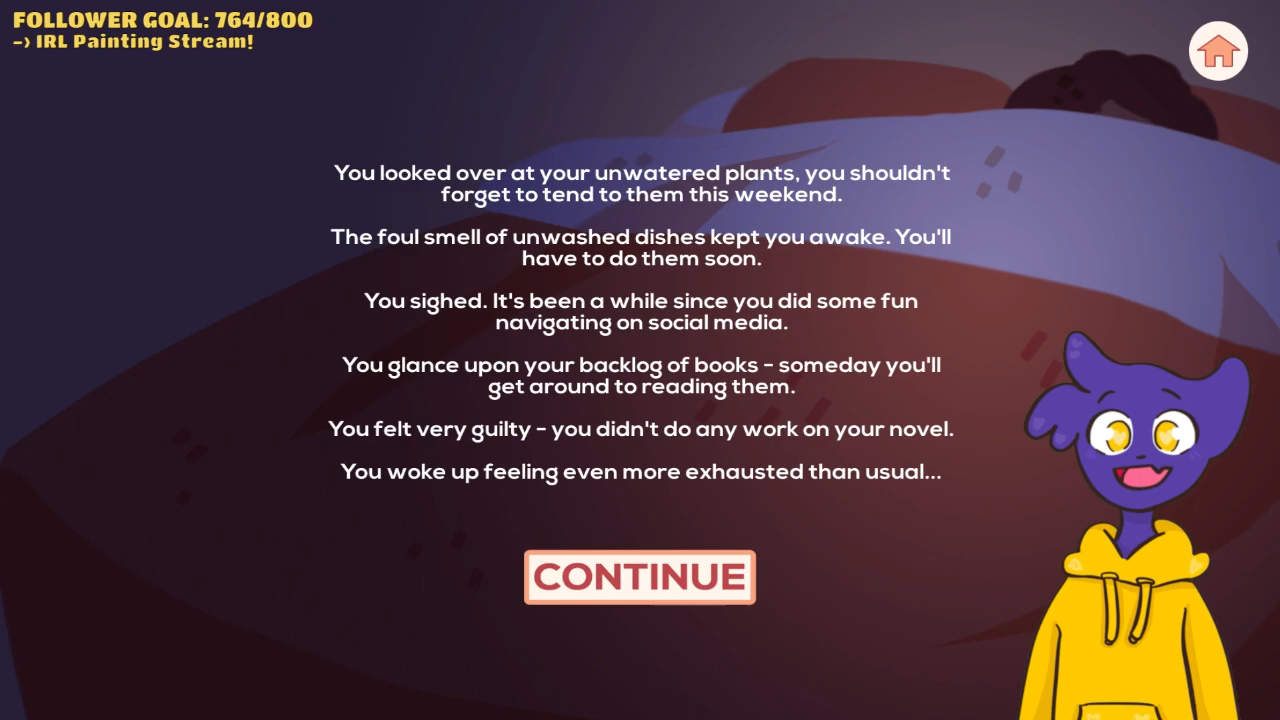 FOLLOWER GOAL: 764/800
-> IRL Painting Stream!
You looked over at your unwatered plants, you shouldn't
forget to tend to them this weekend.
The foul smell of unwashed dishes kept you awake. You'll
have to do them soon.
You sighed. It's been a while since you did some fun
navigating on social media.
You glance upon your backlog of books - someday you'll
get around to reading them.
You felt very guilty - you didn't do any work on your novel.
You woke up feeling even more exhausted than usual...
CONTINUE